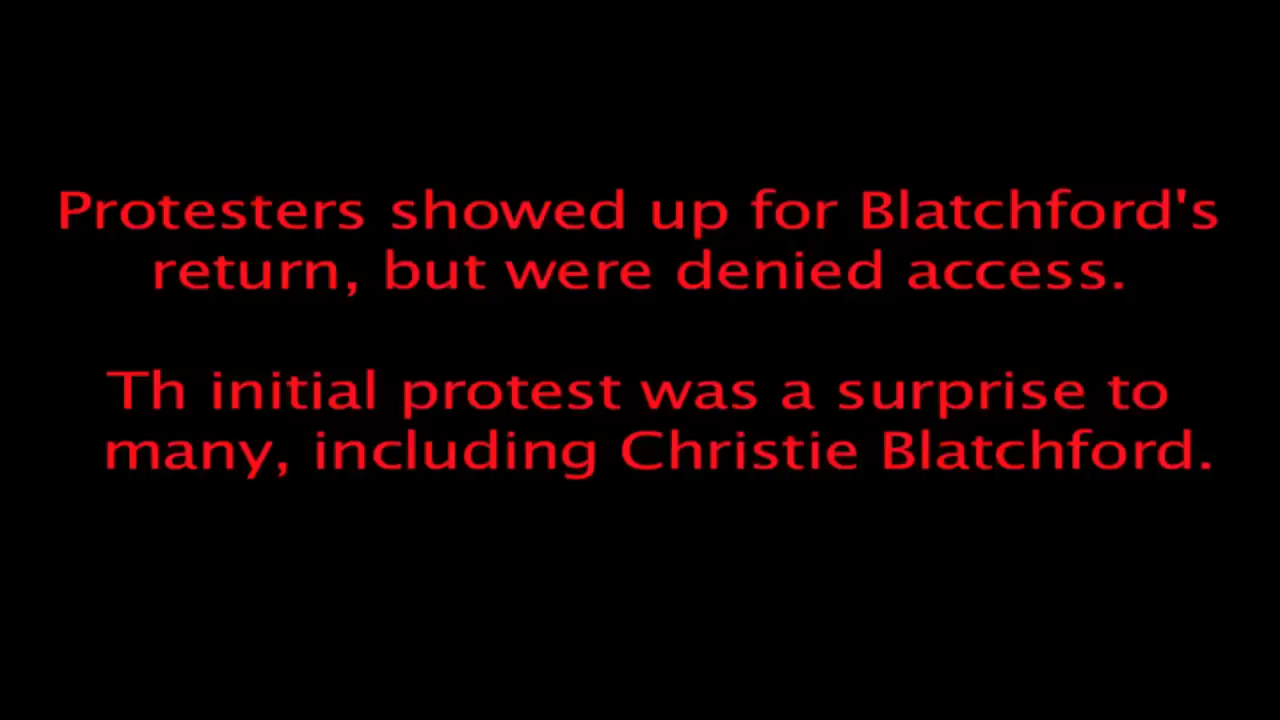 Protesters showed up for Blatchford's
return, but were denied access.
Th initial protest was a surprise to
many, including Christie Blatchford.